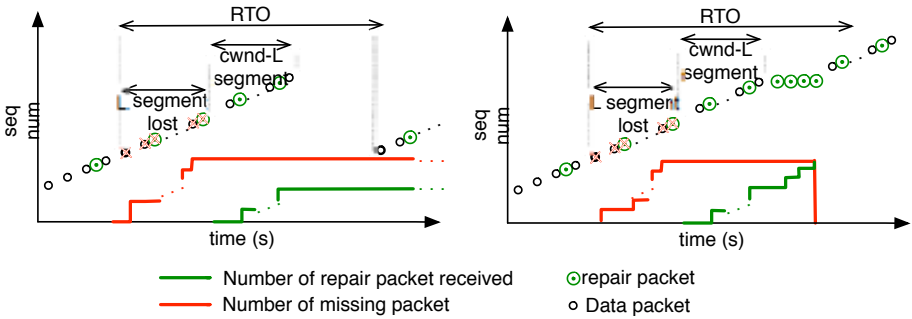 RTO
cwnd-L
segment
L segment
lost
seq
num
time (s)
RTO
cwnd-L
segment
L segment
lost
seq
num
time (s)
Number of repair packet received
Number of missing packet
repair packet
Data packet